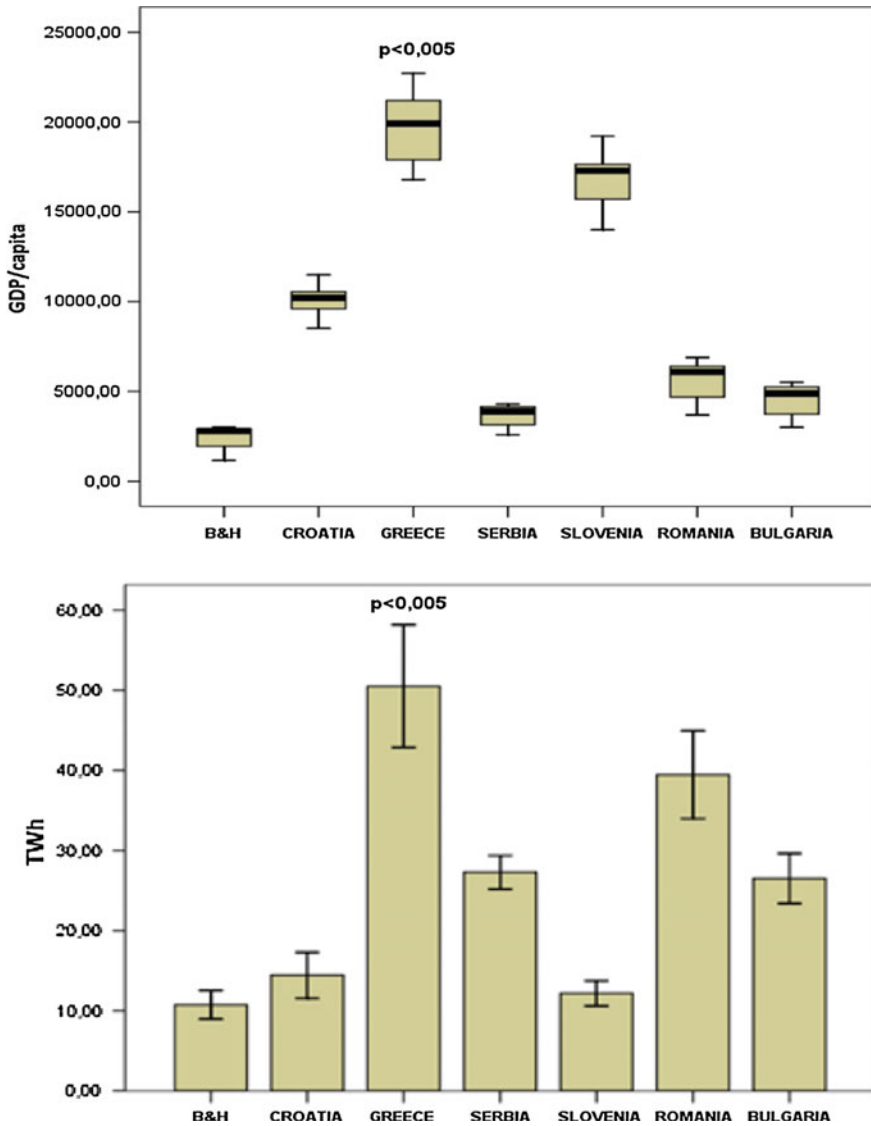 25000,00
p<0,005
20000,00
15000,00
GDP/capita
10000,00
5000,00
0,00
B&H CROATIA GREECE SERBIA SLOVENIA ROMANIA BULGARIA
60,00
p<0,005
50,00
40,00
TWh
30,00
20,00
10,00
0,00
B&H CROATIA GREECE SERBIA SLOVENIA ROMANIA BULGARIA